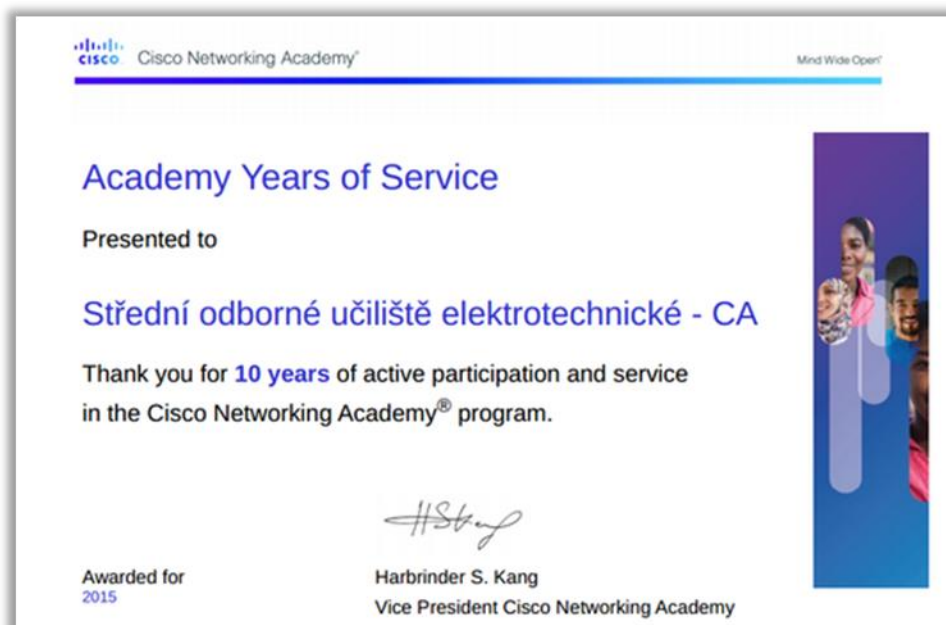 CISCO Cisco Networking Academy® Mind Wide Open®
Academy Years of Service
Presented to
Střední odborné učiliště elektrotechnické - CA
Thank you for 10 years of active participation and service
in the Cisco Networking Academy® program.
Awarded for
2015
Harbrinder S. Kang
Vice President Cisco Networking Academy